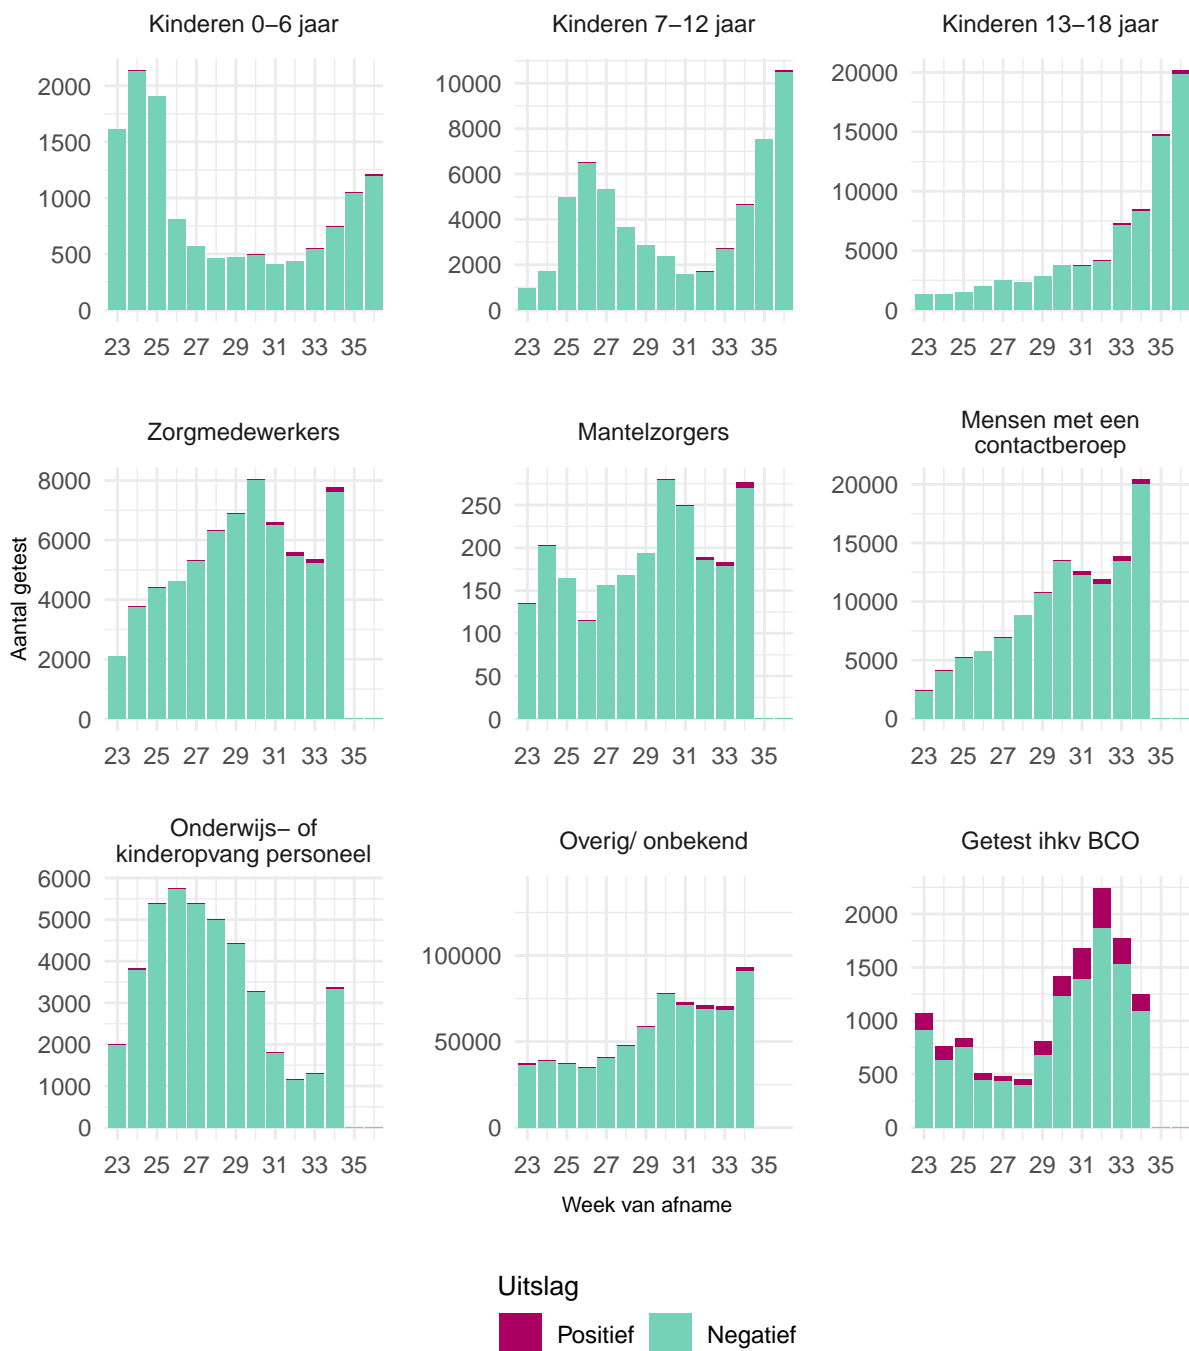 Kinderen 0–6 jaar
Kinderen 7–12 jaar
Kinderen 13–18 jaar
2000
1500
1000
500
0
23 25 27 29 31 33 35
10000
8000
6000
4000
2000
0
23 25 27 29 31 33 35
20000
15000
10000
5000
0
23 25 27 29 31 33 35
Zorgmedewerkers
Mantelzorgers
Mensen met een
contactberoep
Aantal getest
8000
6000
4000
2000
0
23 25 27 29 31 33 35
250
200
150
100
50
0
23 25 27 29 31 33 35
20000
15000
10000
5000
0
23 25 27 29 31 33 35
Onderwijs– of
kinderopvang personeel
Overig/ onbekend
Getest ihkv BCO
6000
5000
4000
3000
2000
1000
0
23 25 27 29 31 33 35
100000
50000
0
23 25 27 29 31 33 35
2000
1500
1000
500
0
23 25 27 29 31 33 35
Week van afname
Uitslag
Positief
Negatief